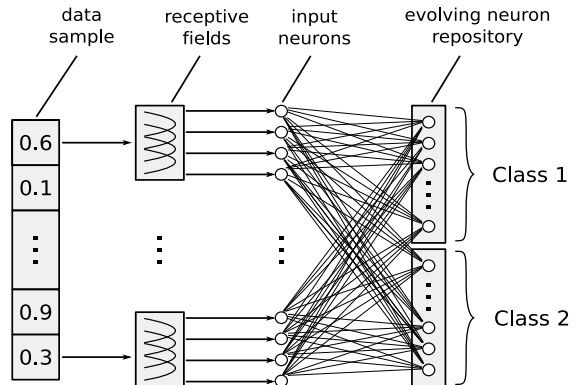 data
sample
receptive
fields
input
neurons
evolving neuron
repository
0.6
0.1
0.9
0.3
Class 1
Class 2